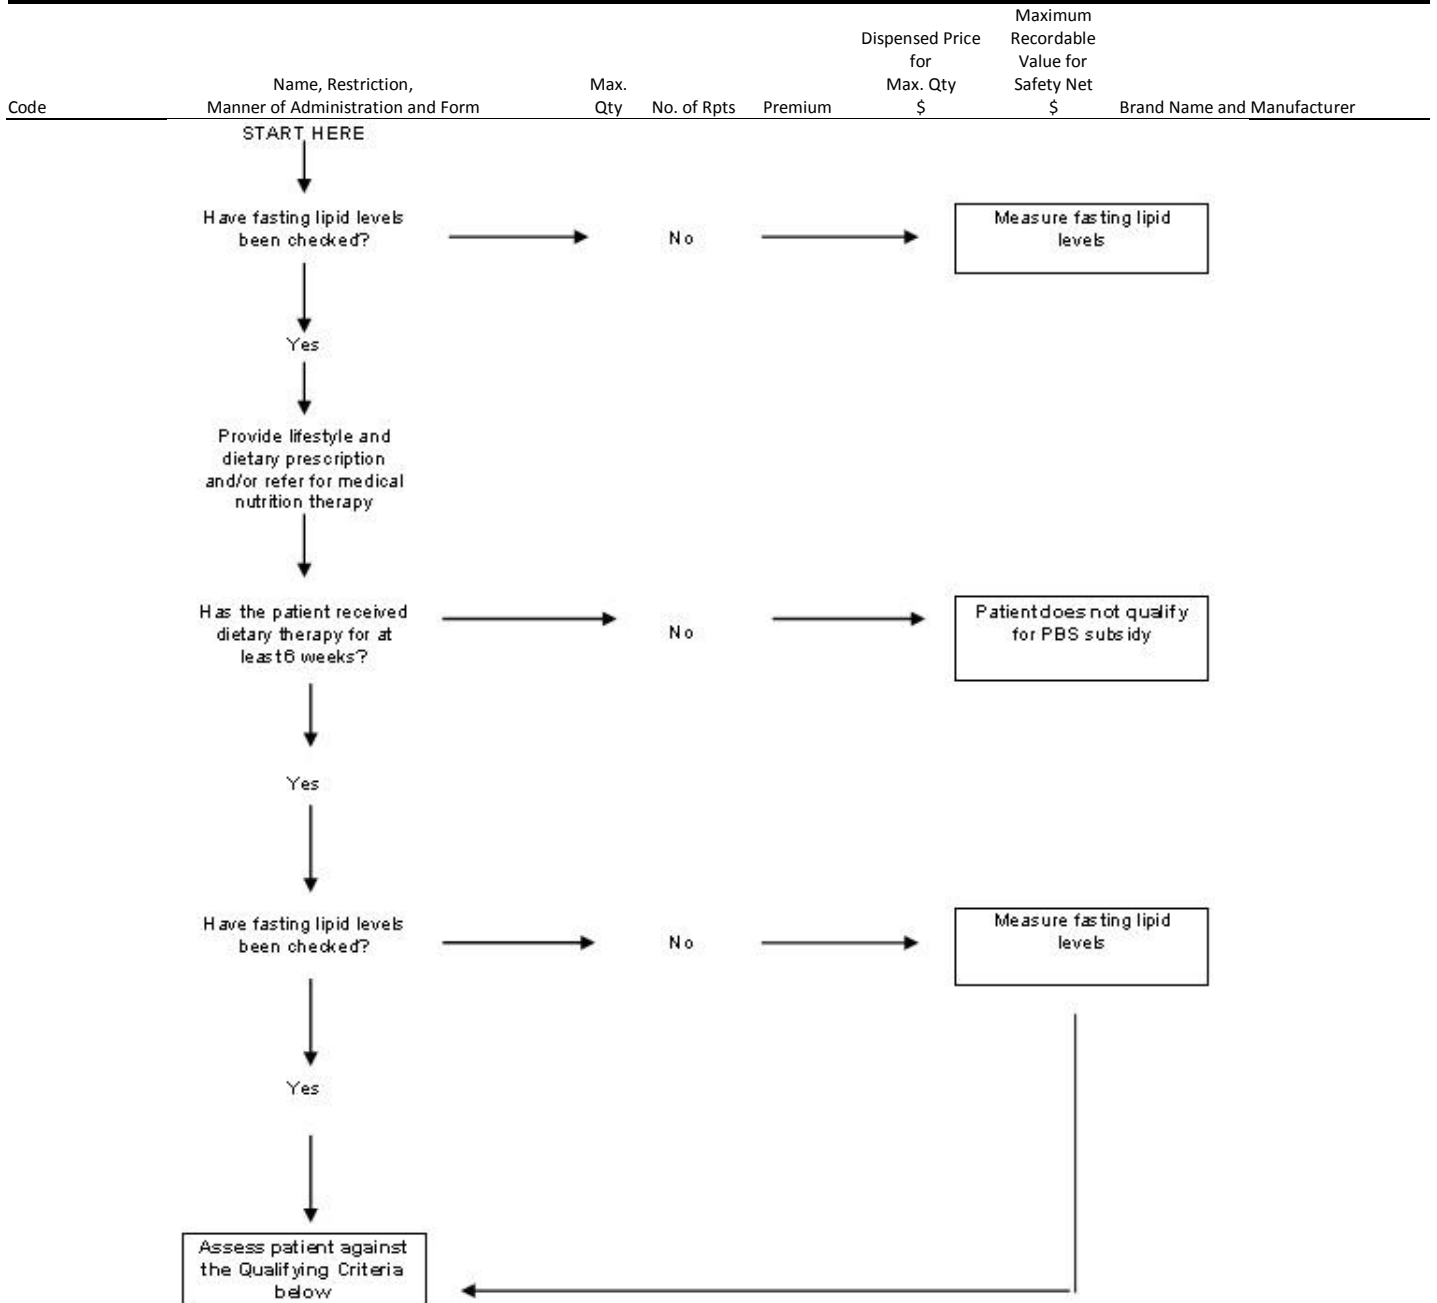 Maximum
Dispensed Price Recordable
for Value for
Name, Restriction, Max. Max. Qty Safety Net
Code Manner of Administration and Form Qty No. of Rpts Premium $ $ Brand Name and Manufacturer
START HERE
Have fasting lipid levels
been checked?
No
Measure fasting lipid
levels
Yes
Provide lifestyle and
dietary prescription
and/or refer for medical
nutrition therapy
Has the patient received
dietary therapy for at
least 6 weeks?
No
Patient does not qualify
for PBS subsidy
Yes
Have fasting lipid levels
been checked?
No
Measure fasting lipid
levels
Yes
Assess patient against
the Qualifying Criteria
below